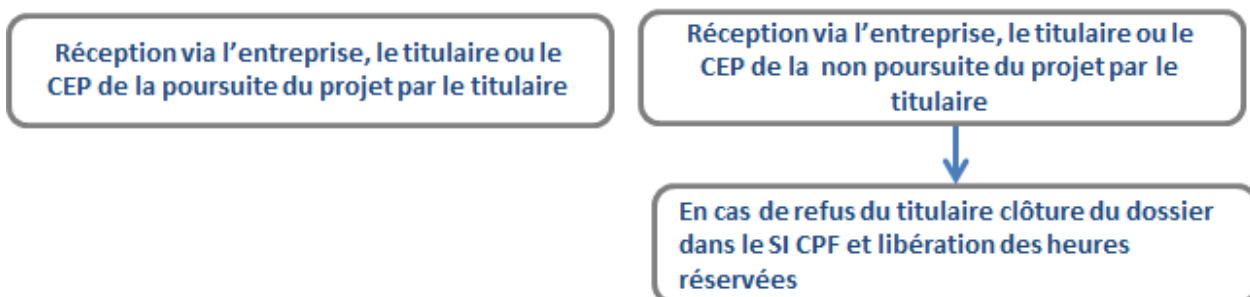 Réception via l'entreprise, le titulaire ou le
CEP de la poursuite du projet par le titulaire
Réception via l'entreprise, le titulaire ou le
CEP de la non poursuite du projet par le
titulaire
En cas de refus du titulaire clôture du dossier
dans le SI CPF et libération des heures
réservées